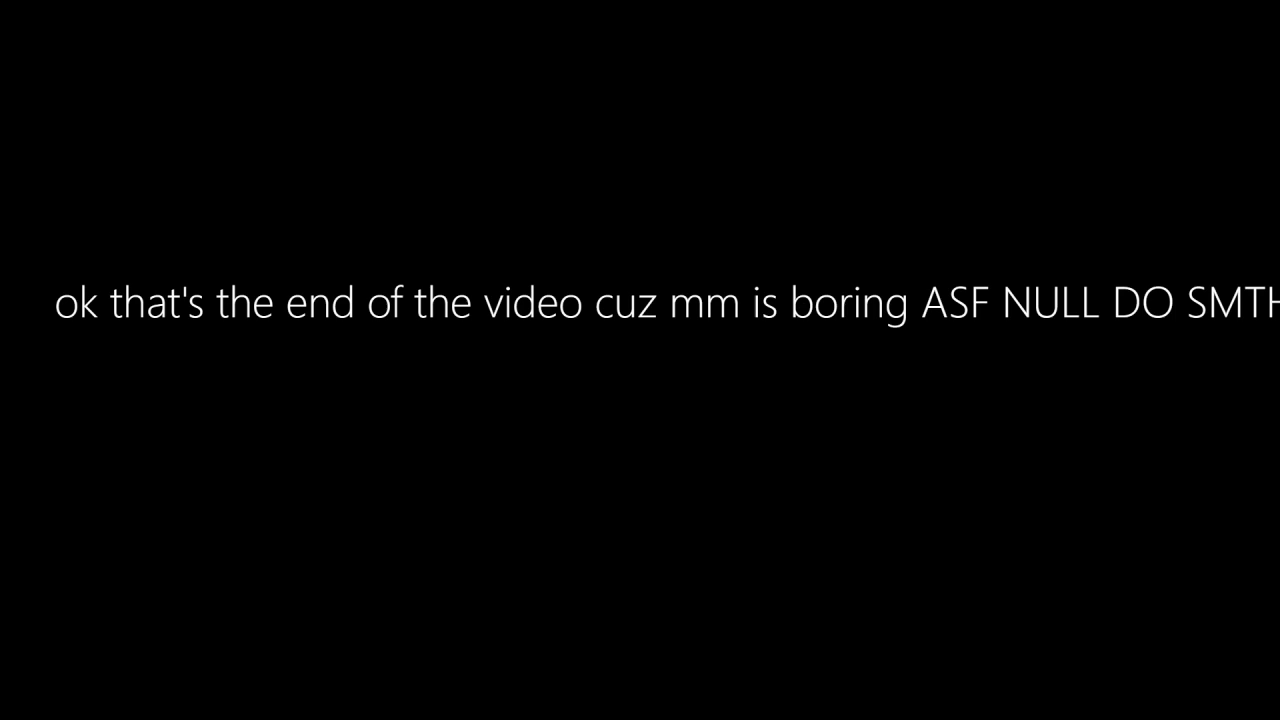 ok that's the end of the video cuz mm is boring ASF NULL DO SMTH